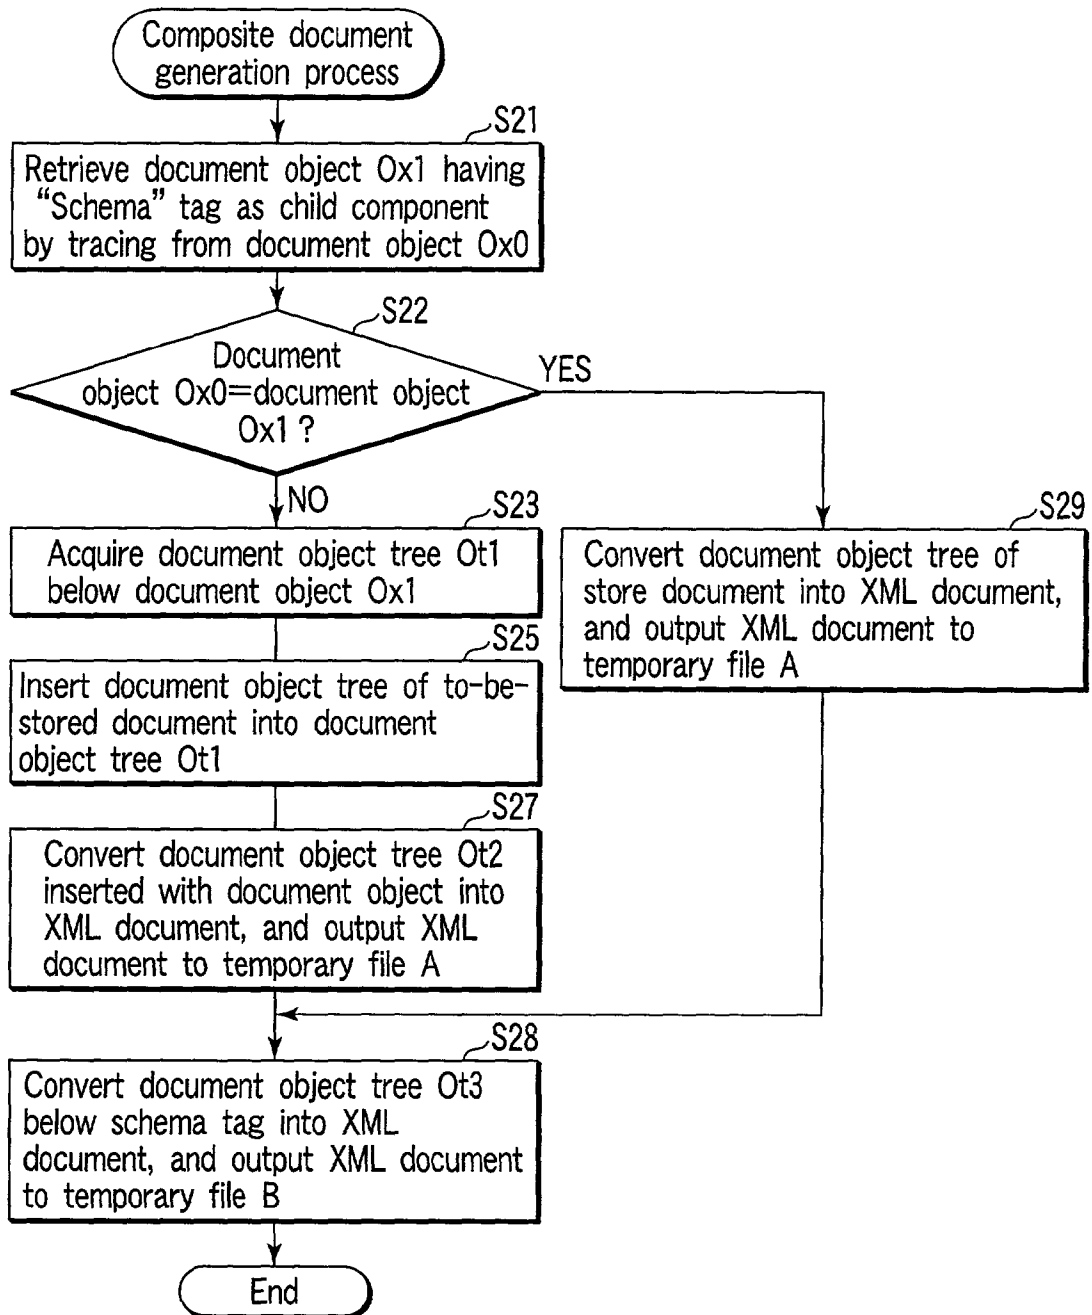 Composite document
generation process
S21
Retrieve document object Ox1 having
“Schema” tag as child component
by tracing from document object Ox0
S22
Document
object Ox0=document object
Ox1 ?
YES
NO
S23
Acquire document object tree Ot1
below document object Ox1
S29
Convert document object tree of
store document into XML document,
and output XML document to
temporary file A
S25
Insert document object tree of to-be-
stored document into document
object tree Ot1
S27
Convert document object tree Ot2
inserted with document object into
XML document, and output XML
document to temporary file A
S28
Convert document object tree Ot3
below schema tag into XML
document, and output XML document
to temporary file B
End